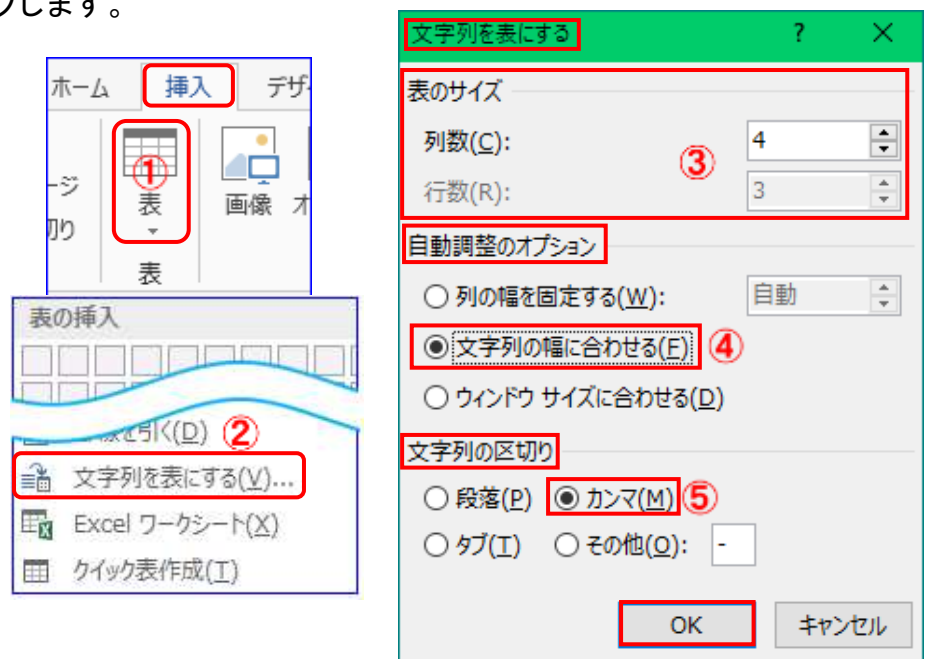 します。
ホーム 挿入 デザ
ージ
切り
①
表
画像
オ
表
表の挿入
線を引く(D) ②
文字列を表にする(V)...
Excel ワークシート(X)
クイック表作成(T)
文字列を表にする ? ×
表のサイズ
列数(C): 4
③
行数(R): 3
自動調整のオプション
列の幅を固定する(W): 自動
文字列の幅に合わせる(F) ④
ウィンドウ サイズに合わせる(D)
文字列の区切り
段落(P) カンマ(M) ⑤
タブ(T) その他(O): -
OK キャンセル